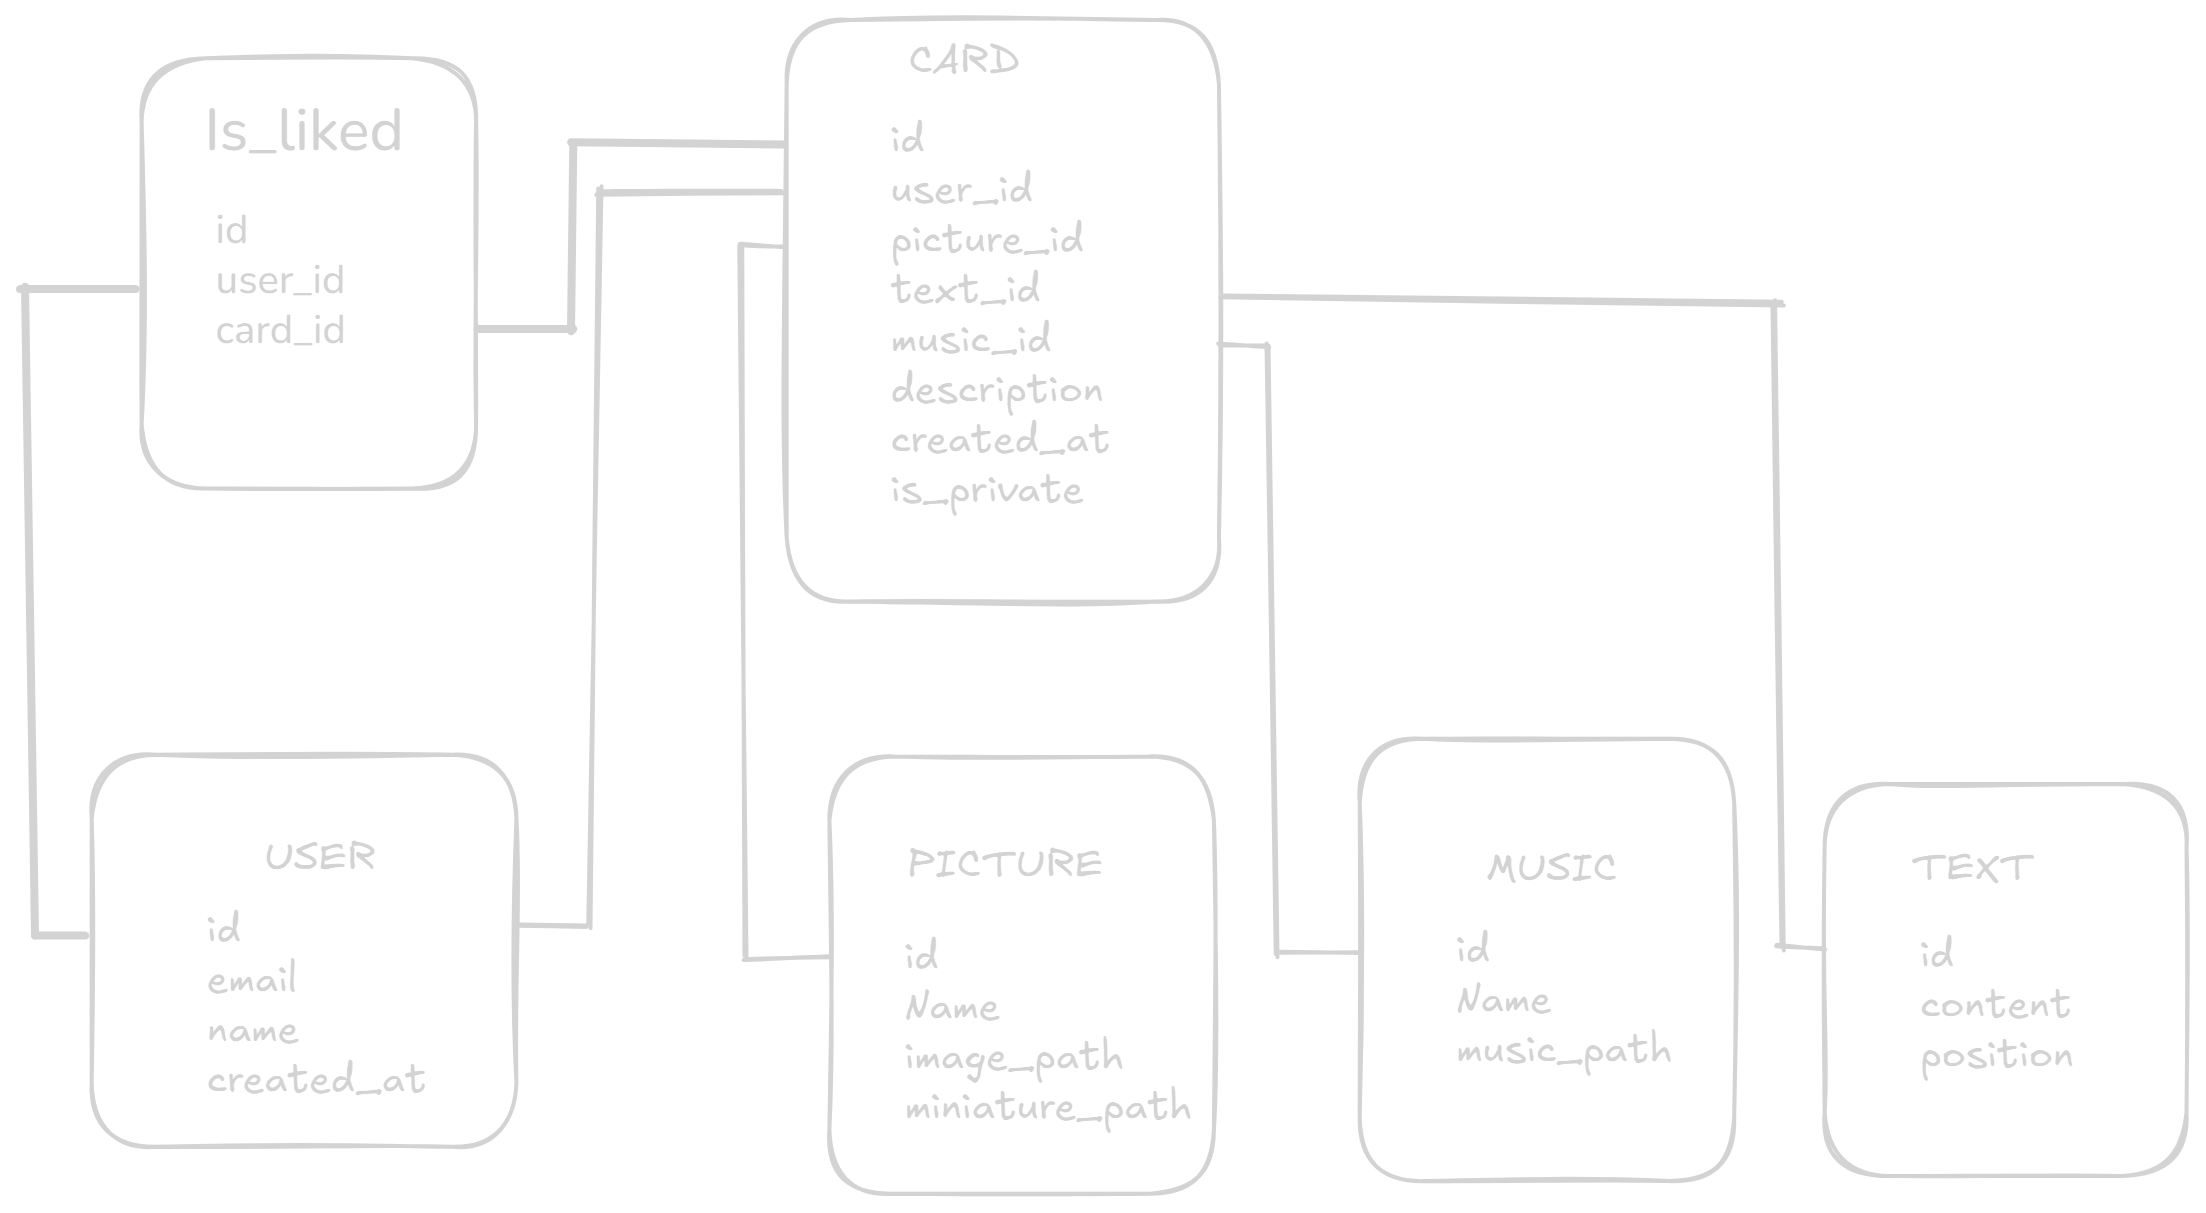 Is_liked
id
user_id
card_id
CARD
id
user_id
picture_id
text_id
music_id
description
created_at
is_private
USER
id
email
name
created_at
PICTURE
id
Name
image_path
miniature_path
MUSIC
id
Name
music_path
TEXT
id
content
position